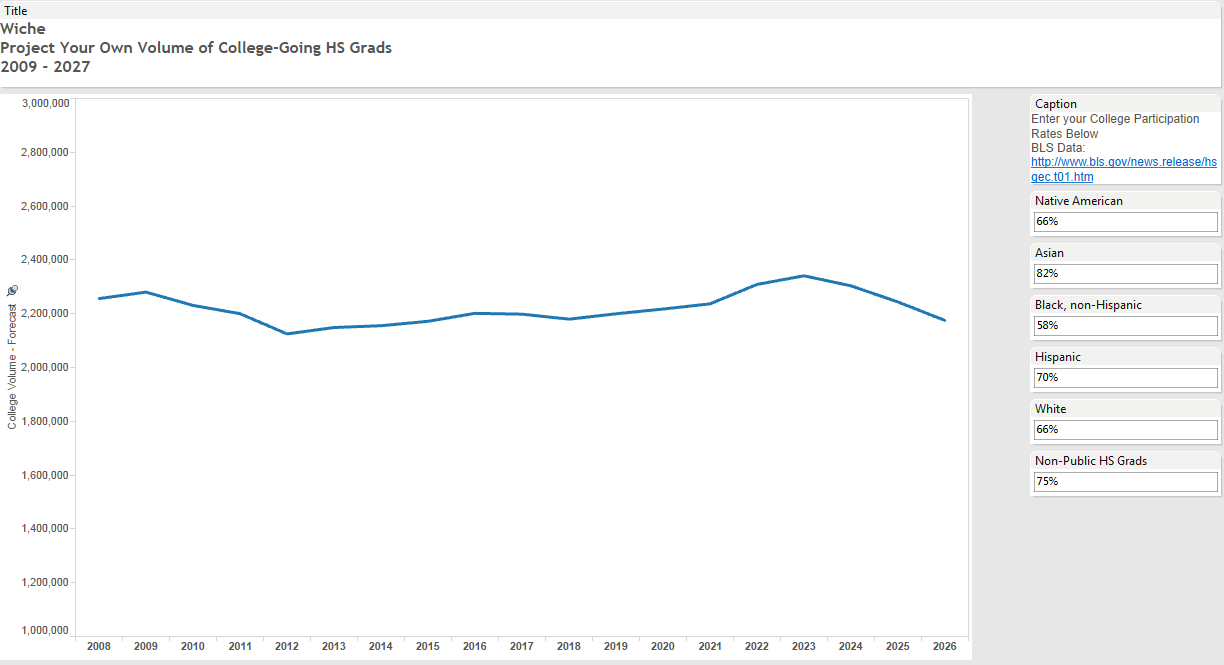 Title
Wiche
Project Your Own Volume of College-Going HS Grads
2009 - 2027
3,000,000
2,800,000
2,600,000
2,400,000
2,200,000
2,000,000
1,800,000
1,600,000
1,400,000
1,200,000
1,000,000
College Volume - Forecast
2008 2009 2010 2011 2012 2013 2014 2015 2016 2017 2018 2019 2020 2021 2022 2023 2024 2025 2026
Caption
Enter your College Participation
Rates Below
BLS Data:
http://www.bls.gov/news.release/hs
gec.t01.htm
Native American
66%
Asian
82%
Black, non-Hispanic
58%
Hispanic
70%
White
66%
Non-Public HS Grads
75%